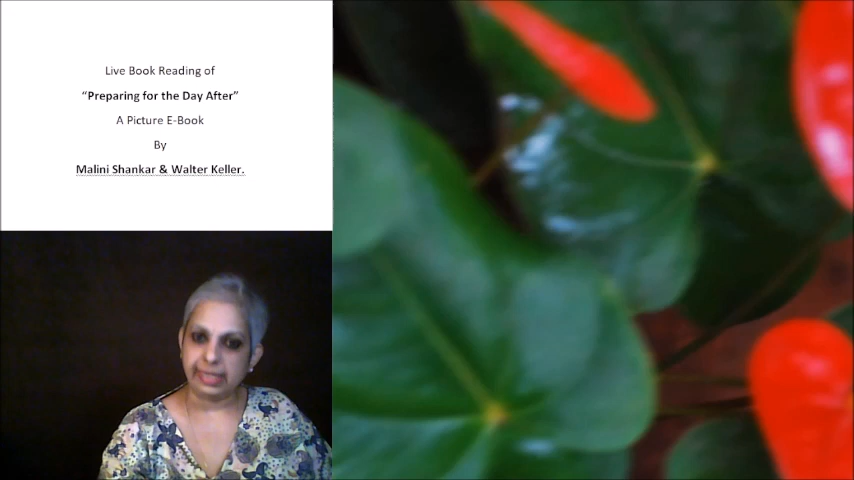 Live Book Reading of
“Preparing for the Day After”
A Picture E-Book
By
Malini Shankar & Walter Keller.